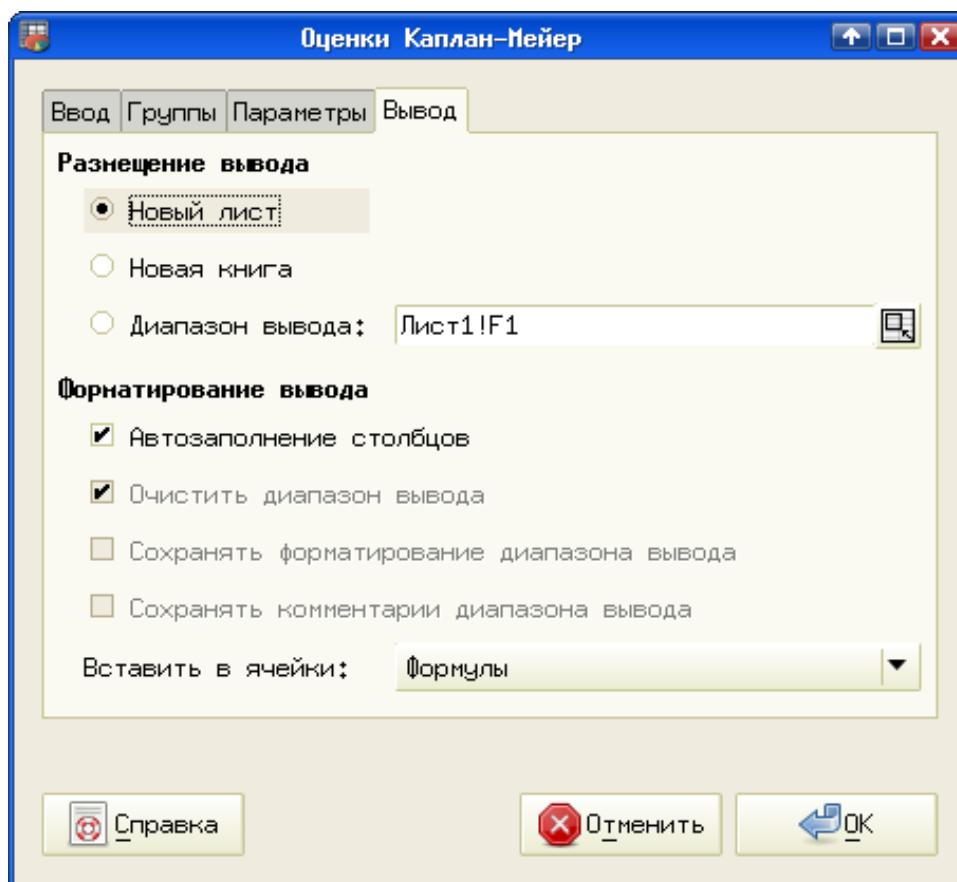 Оценки Каплан-Мейер
Ввод Группы Параметры Вывод
Размещение вывода
Новый лист
Новая книга
Диапазон вывода: Лист1!F1
Форматирование вывода
Автозаполнение столбцов
Очистить диапазон вывода
Сохранять форматирование диапазона вывода
Сохранять комментарии диапазона вывода
Вставить в ячейки: Формулы
Справка Отменить OK